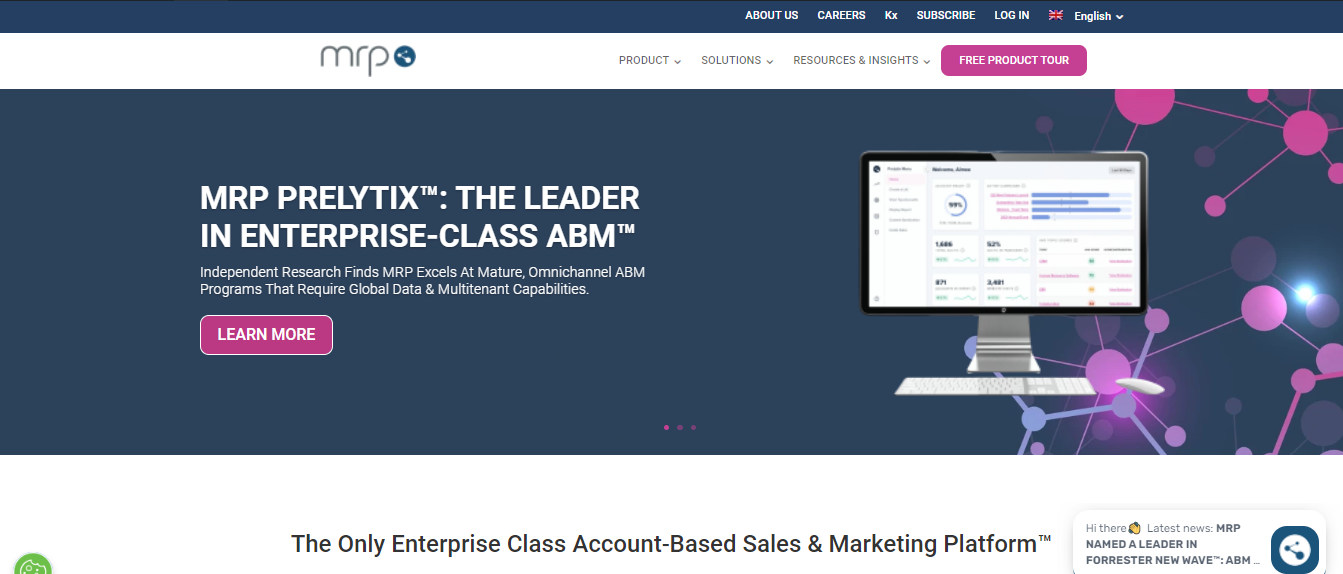 ABOUT US CAREERS Kx SUBSCRIBE LOG IN English
mrp
PRODUCT SOLUTIONS RESOURCES & INSIGHTS FREE PRODUCT TOUR
MRP PRELYTIX™: THE LEADER
IN ENTERPRISE-CLASS ABM™
Independent Research Finds MRP Excels At Mature, Omnichannel ABM
Programs That Require Global Data & Multitenant Capabilities.
LEARN MORE
Welcome, Aimee
59%
1,686 52%
871 3,481
The Only Enterprise Class Account-Based Sales & Marketing Platform™
Hi there👋 Latest news: MRP
NAMED A LEADER IN
FORRESTER NEW WAVE™: ABM ...